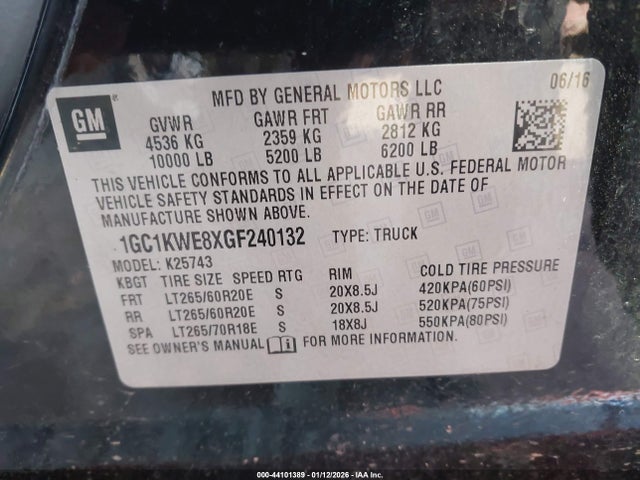 MFD BY GENERAL MOTORS LLC 06/16
GM
GVWR GAWR FRT GAWR RR
4536 KG 2359 KG 2812 KG
10000 LB 5200 LB 6200 LB
THIS VEHICLE CONFORMS TO ALL APPLICABLE U.S. FEDERAL MOTOR
VEHICLE SAFETY STANDARDS IN EFFECT ON THE DATE OF
MANUFACTURE SHOWN ABOVE.
1GC1KWE8XGF240132 TYPE: TRUCK
MODEL: K25743
KBGT TIRE SIZE SPEED RTG RIM COLD TIRE PRESSURE
FRT LT265/60R20E S 20X8.5J 420KPA(60PSI)
RR LT265/60R20E S 20X8.5J 520KPA(75PSI)
SPA LT265/70R18E S 18X8J 550KPA(80PSI)
SEE OWNER'S MANUAL FOR MORE INFORMATION.
000-44101389 - 01/12/2026 - IAAI.com